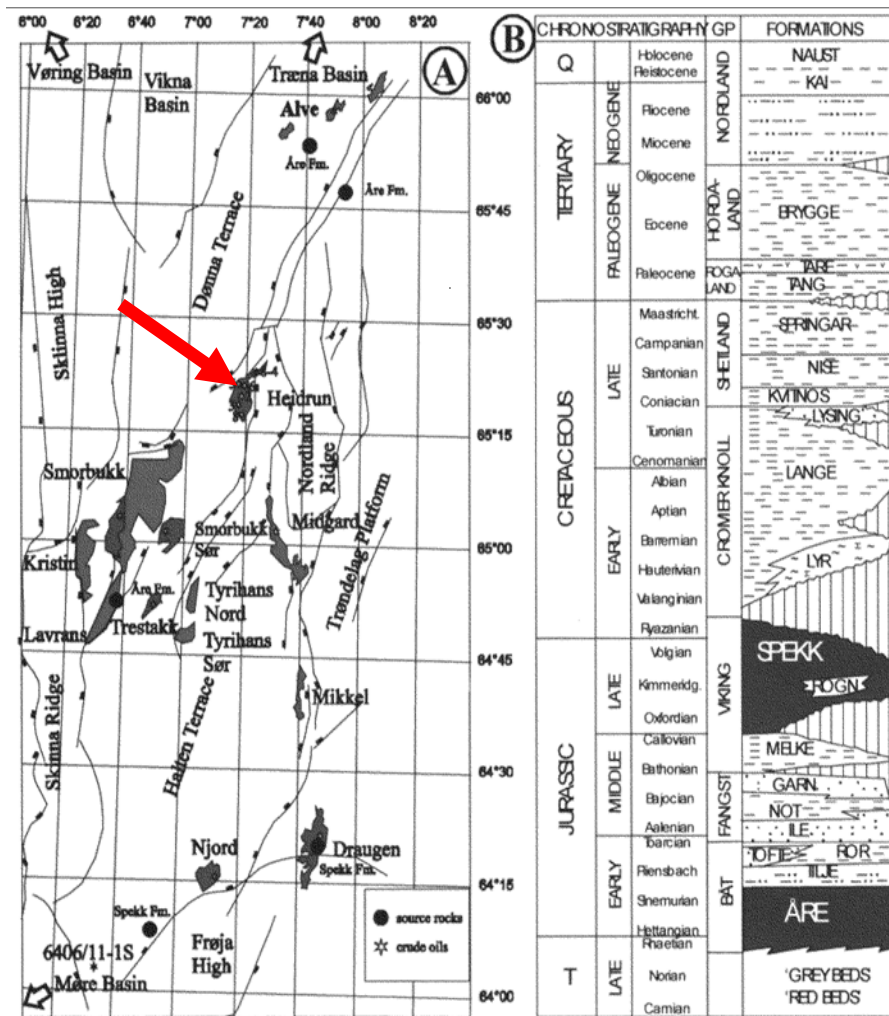 6°00' 6°20' 6°40' 7°00' 7°20' 7°40' 8°00' 8°20'
A
Vøring Basin
Vikna Basin
Træna Basin
66°00
Alve
Åre Fm.
Åre Fm.
65°45
Dønna Terrace
Sklinna High
65°30
Heidrun
65°15
Nordland Ridge
Smorbukk
Smorbukk Sør
Midgard
65°00
Kristin
Åre Fm.
Tyrihans Nord
Trøndelag Platform
Lavrans
Trestakk
Tyrihans Sør
64°45
Mikkel
Skinna Ridge
Halten Terrace
64°30
Njord
Draugen
Spekk Fm.
64°15
Spekk Fm.
source rocks
crude oils
6406/11-1S
Frøja High
Møre Basin
64°00
B
CHRONOSTRATIGRAPHY GP FORMATIONS
Q
TERTIARY
CRETACEOUS
JURASSIC
T
NEOGENE
PALEOGENE
LATE
EARLY
LATE
MIDDLE
EARLY
LATE
Holocene
Pleistocene
Pliocene
Miocene
Oligocene
Eocene
Paleocene
Maastricht.
Campanian
Santonian
Coniacian
Turonian
Cenomanian
Albian
Aptian
Barremian
Hauterivian
Valanginian
Ryazanian
Volgian
Kimmeridg.
Oxfordian
Callovian
Bathonian
Bajocian
Aalenian
Toarcian
Pliensbach
Sinemurian
Hettangian
Rhaetian
Norian
Carnian
NORDLAND
HORDA-LAND
ROGA LAND
SHETLAND
CROMER KNOLL
VIKING
FANGST
BAT
NAUST
KAI
BRYGGE
TARE
TANG
SPRINGAR
NISE
KVITNOS
LYSING
LANGE
LYR
SPEKK
ROGN
MELKE
GARN
NOT
ILE
TOFTE ROR
TILJE
ÅRE
'GREY BEDS'
'RED BEDS'